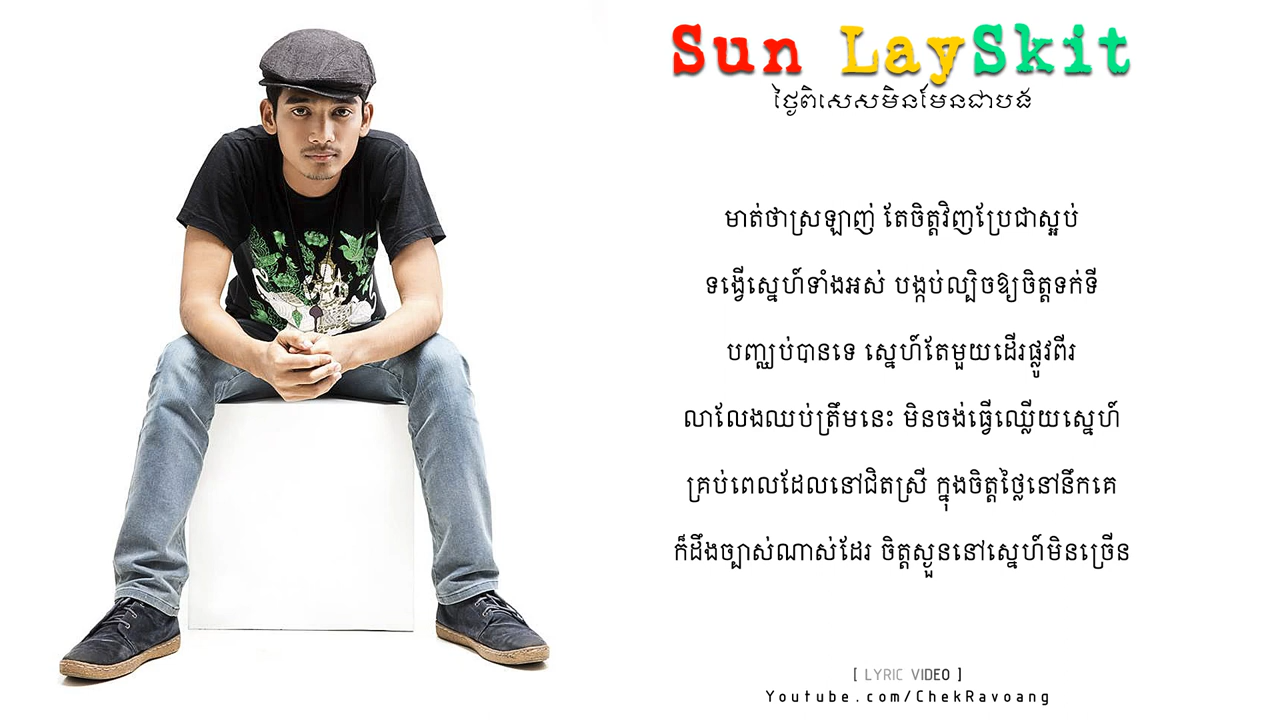 Sun LaySkit
ថ្ងៃពិសេសមិនមែនជាបង
មាត់ថាស្រឡាញ់ តែចិត្តវិញប្រែជាស្អប់
ទង្វើស្នេហ៍ទាំងអស់ បង្កប់ល្បិចឱ្យចិត្តទក់ទី
បញ្ឈប់បានទេ ស្នេហ៍តែមួយដើរផ្លូវពីរ
លាលែងឈប់ត្រឹមនេះ មិនចង់ធ្វើឈ្លើយស្នេហ៍
គ្រប់ពេលដែលនៅជិតស្រី ក្នុងចិត្តថ្លៃនៅនឹកគេ
ក៏ដឹងច្បាស់ណាស់ដែរ ចិត្តស្ងួននៅស្នេហ៍មិនច្រើន
[ LYRIC VIDEO ]
Youtube.com/ChekRavoang